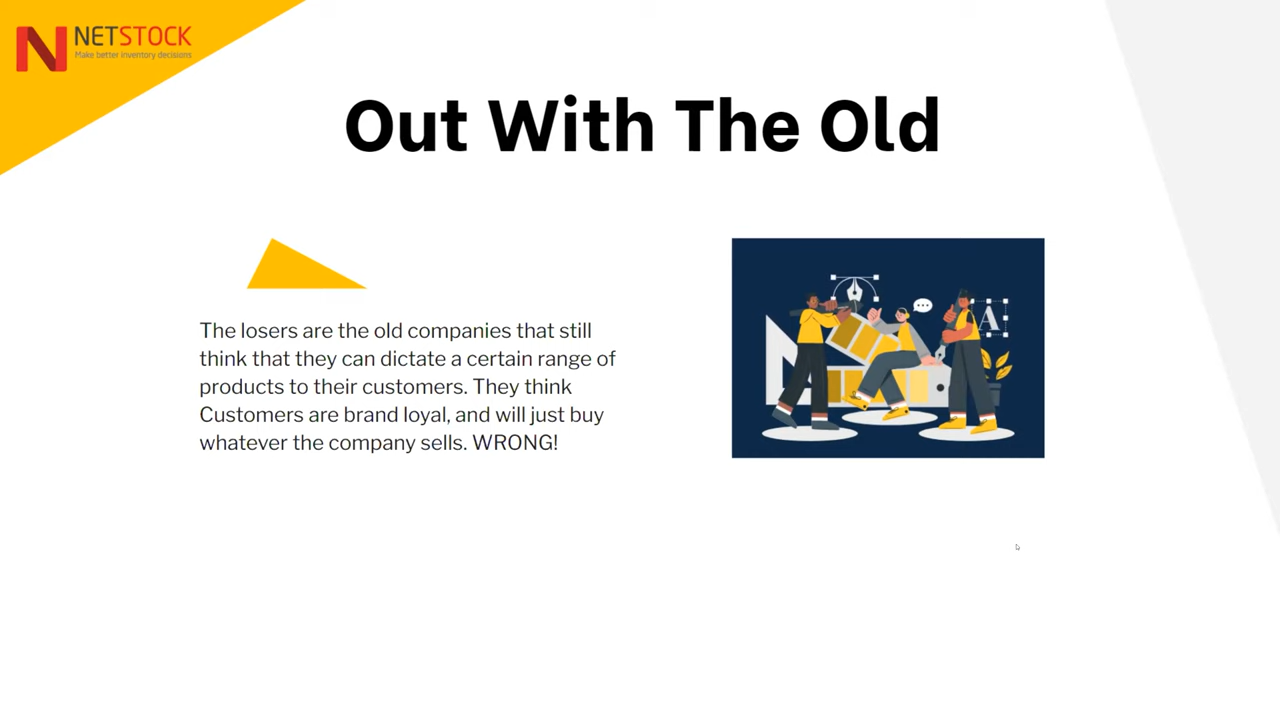 NETSTOCK
Make better inventory decisions
Out With The Old
The losers are the old companies that still
think that they can dictate a certain range of
products to their customers. They think
Customers are brand loyal, and will just buy
whatever the company sells. WRONG!
A